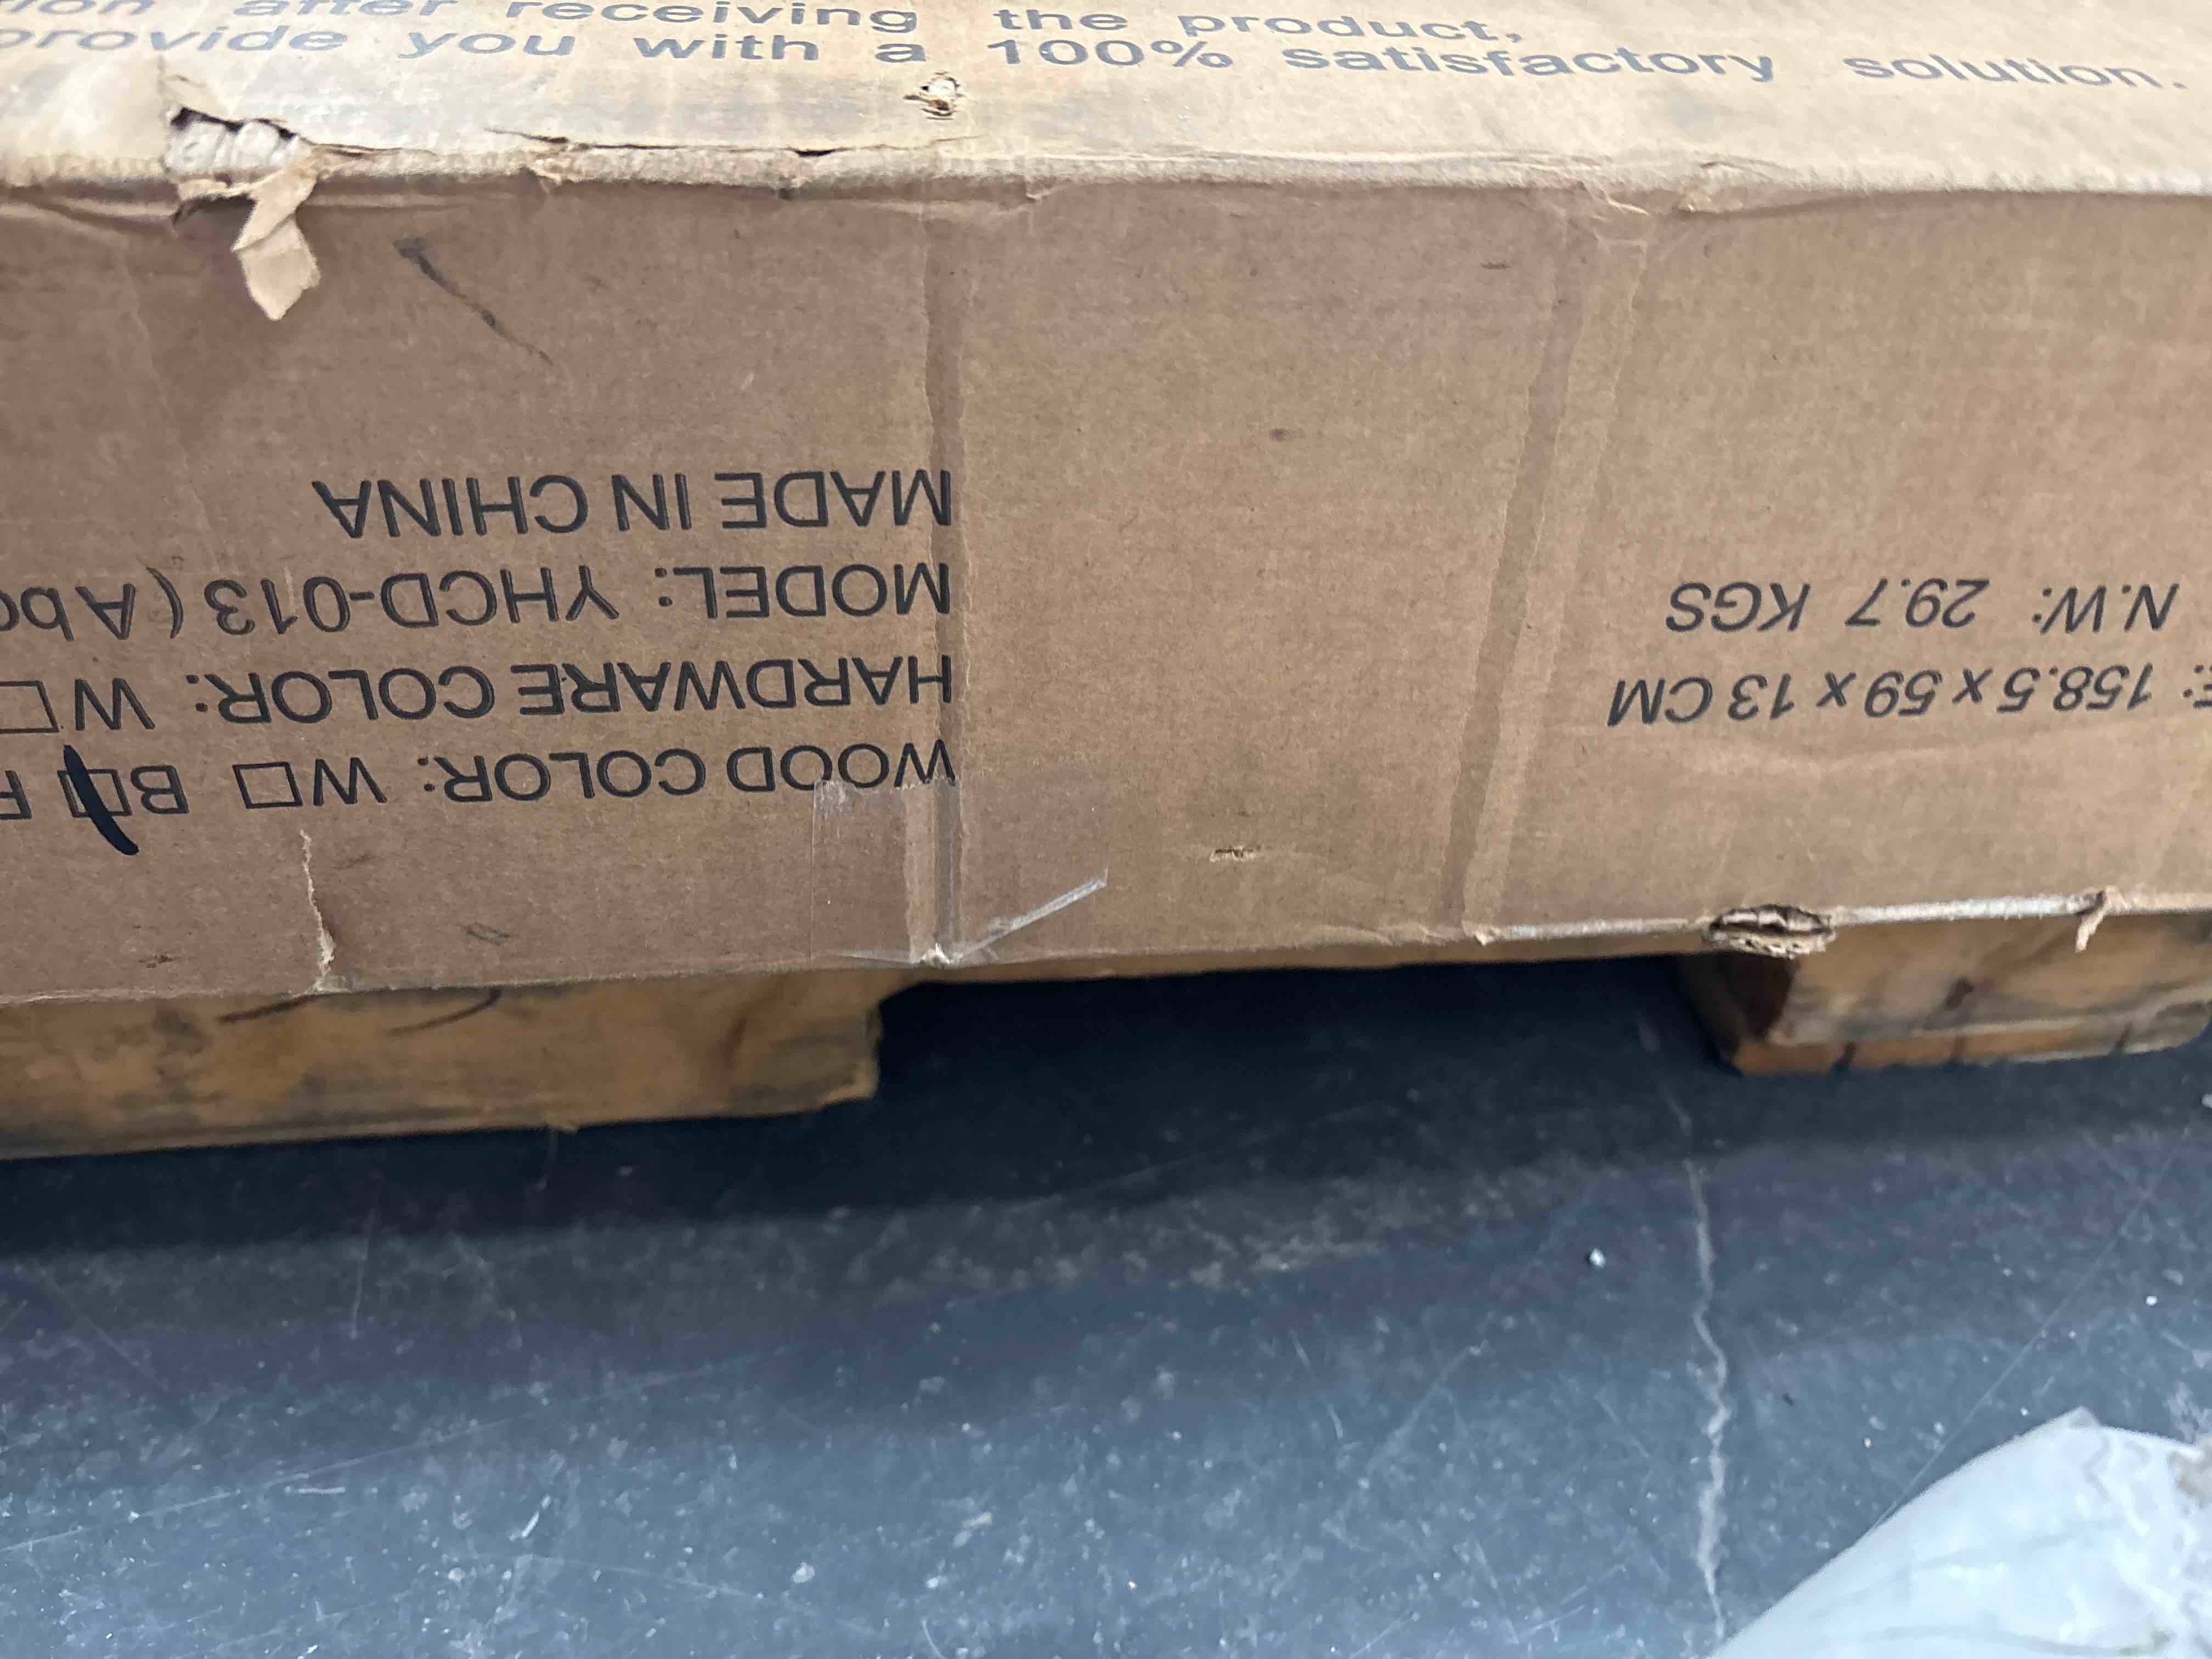 after receiving the product,
provide you with a 100% satisfactory solution.
WOOD COLOR: W□ B□
HARDWARE COLOR: W□
MODEL: YHCD-013 (
MADE IN CHINA
: 158.5 x 59 x 13 CM
N.W.: 29.7 KGS